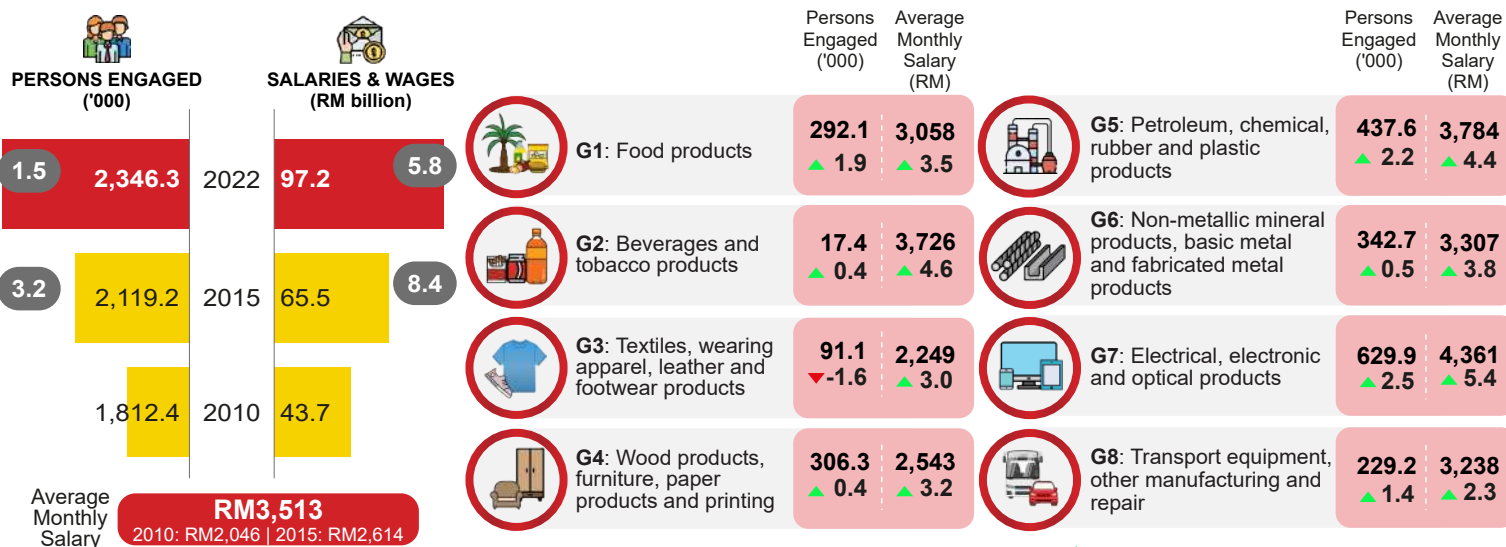 PERSONS ENGAGED
('000)
SALARIES & WAGES
(RM billion)
1.5
2,346.3
2022
97.2
5.8
3.2
2,119.2
2015
65.5
8.4
1,812.4
2010
43.7
Average
Monthly
Salary
RM3,513
2010: RM2,046 | 2015: RM2,614
Persons
Engaged
('000)
Average
Monthly
Salary
(RM)
G1: Food products
292.1
3,058
1.9
3.5
G2: Beverages and
tobacco products
17.4
3,726
0.4
4.6
G3: Textiles, wearing
apparel, leather and
footwear products
91.1
2,249
-1.6
3.0
G4: Wood products,
furniture, paper
products and printing
306.3
2,543
0.4
3.2
Persons
Engaged
('000)
Average
Monthly
Salary
(RM)
G5: Petroleum, chemical,
rubber and plastic
products
437.6
3,784
2.2
4.4
G6: Non-metallic mineral
products, basic metal
and fabricated metal
products
342.7
3,307
0.5
3.8
G7: Electrical, electronic
and optical products
629.9
4,361
2.5
5.4
G8: Transport equipment,
other manufacturing and
repair
229.2
3,238
1.4
2.3